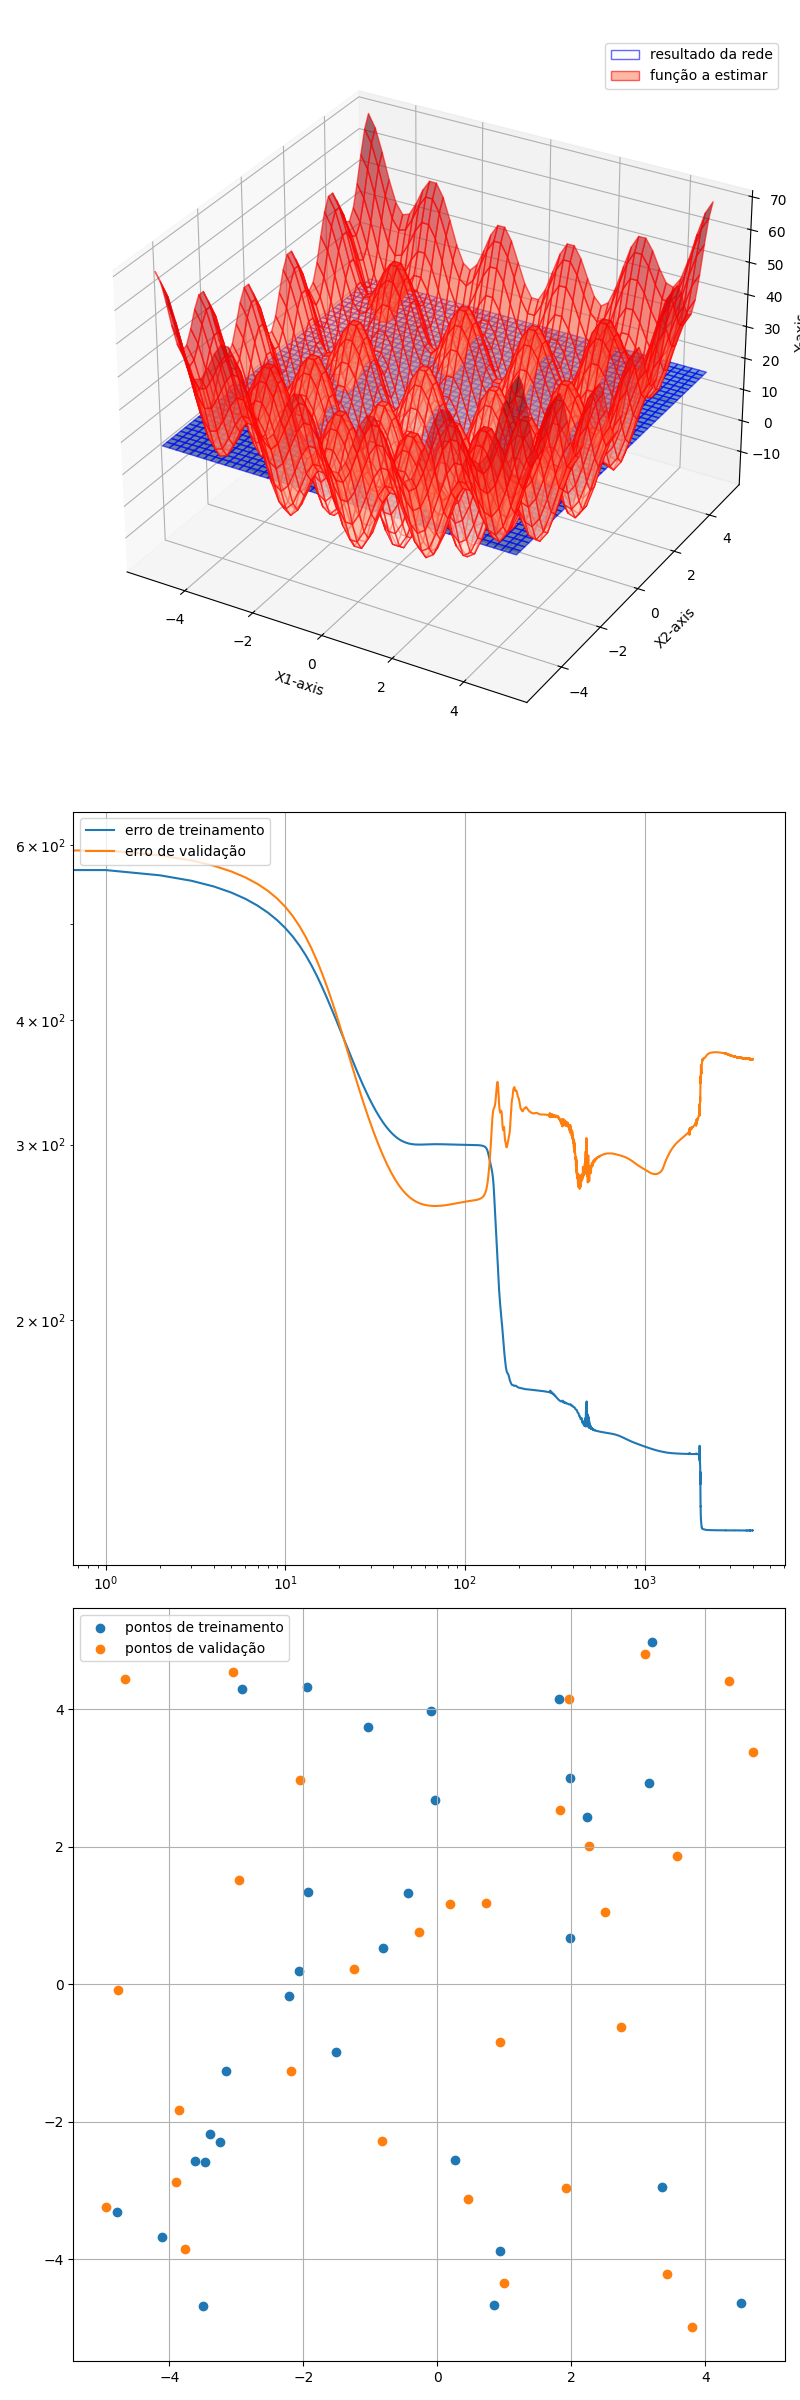 resultado da rede
função a estimar
70
60
50
40
30
20
10
0
−10
−4
−2
0
2
4
X1-axis
−4
−2
0
2
4
X2-axis
erro de treinamento
erro de validação
6 × 10²
4 × 10²
3 × 10²
2 × 10²
10⁰
10¹
10²
10³
pontos de treinamento
pontos de validação
4
2
0
−2
−4
−4
−2
0
2
4